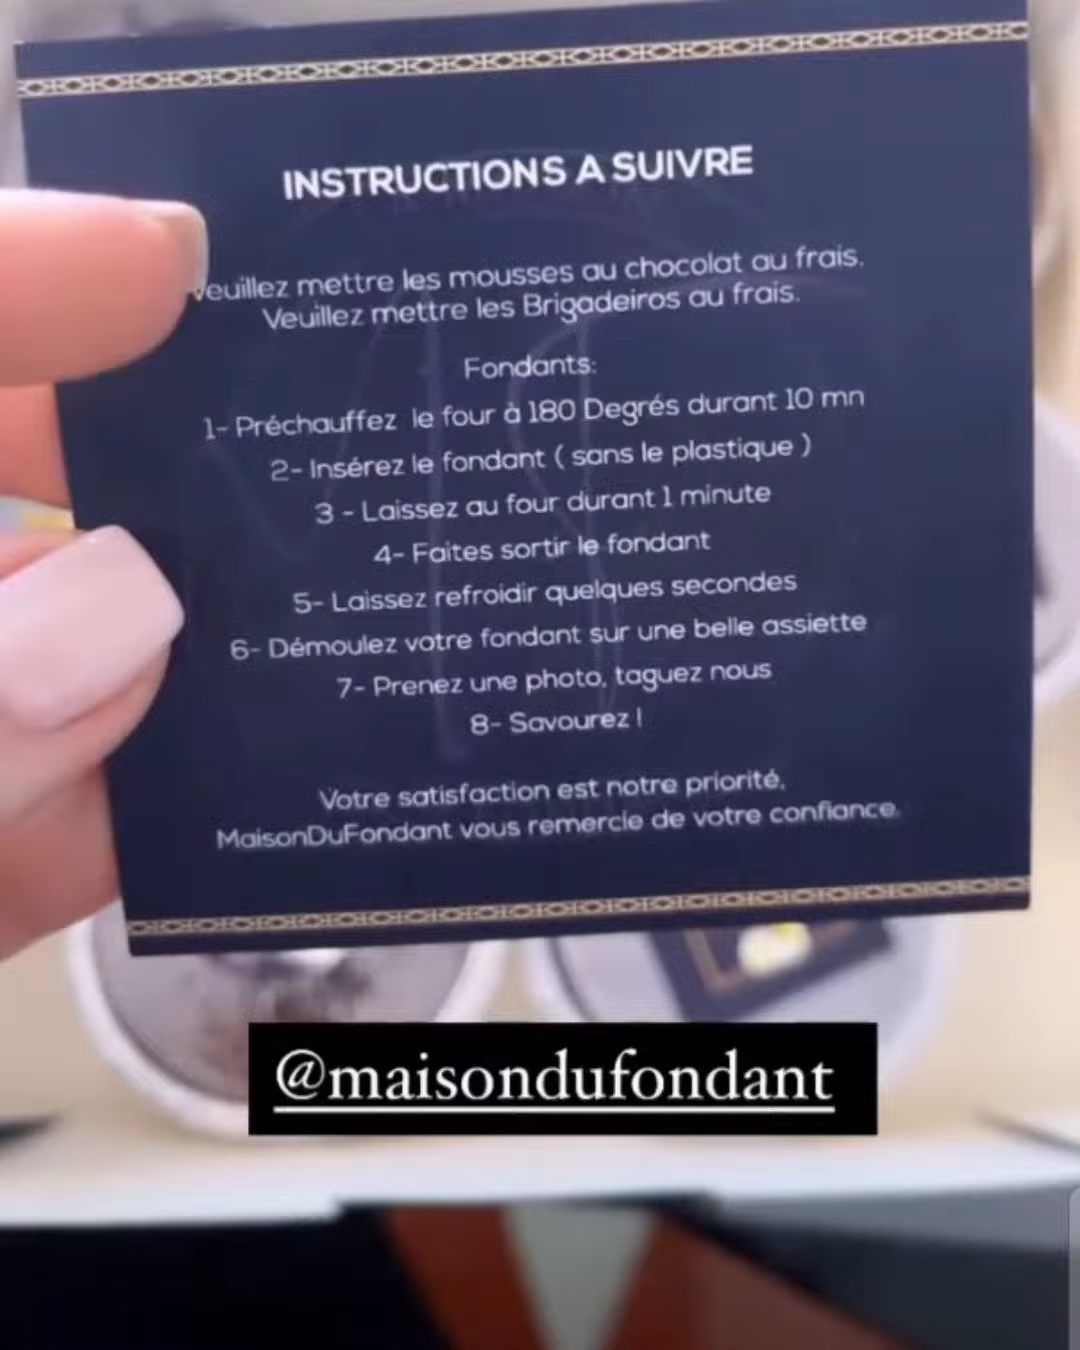 INSTRUCTIONS A SUIVRE
Veuillez mettre les mousses au chocolat au frais.
Veuillez mettre les Brigadeiros au frais.
Fondants:
1- Préchauffez le four à 180 Degrés durant 10 mn
2- Insérez le fondant ( sans le plastique )
3 - Laissez au four durant 1 minute
4- Faites sortir le fondant
5- Laissez refroidir quelques secondes
6- Démoulez votre fondant sur une belle assiette
7- Prenez une photo, taguez nous
8- Savourez !
Votre satisfaction est notre priorité,
MaisonDuFondant vous remercie de votre confiance.
@maisondufondant